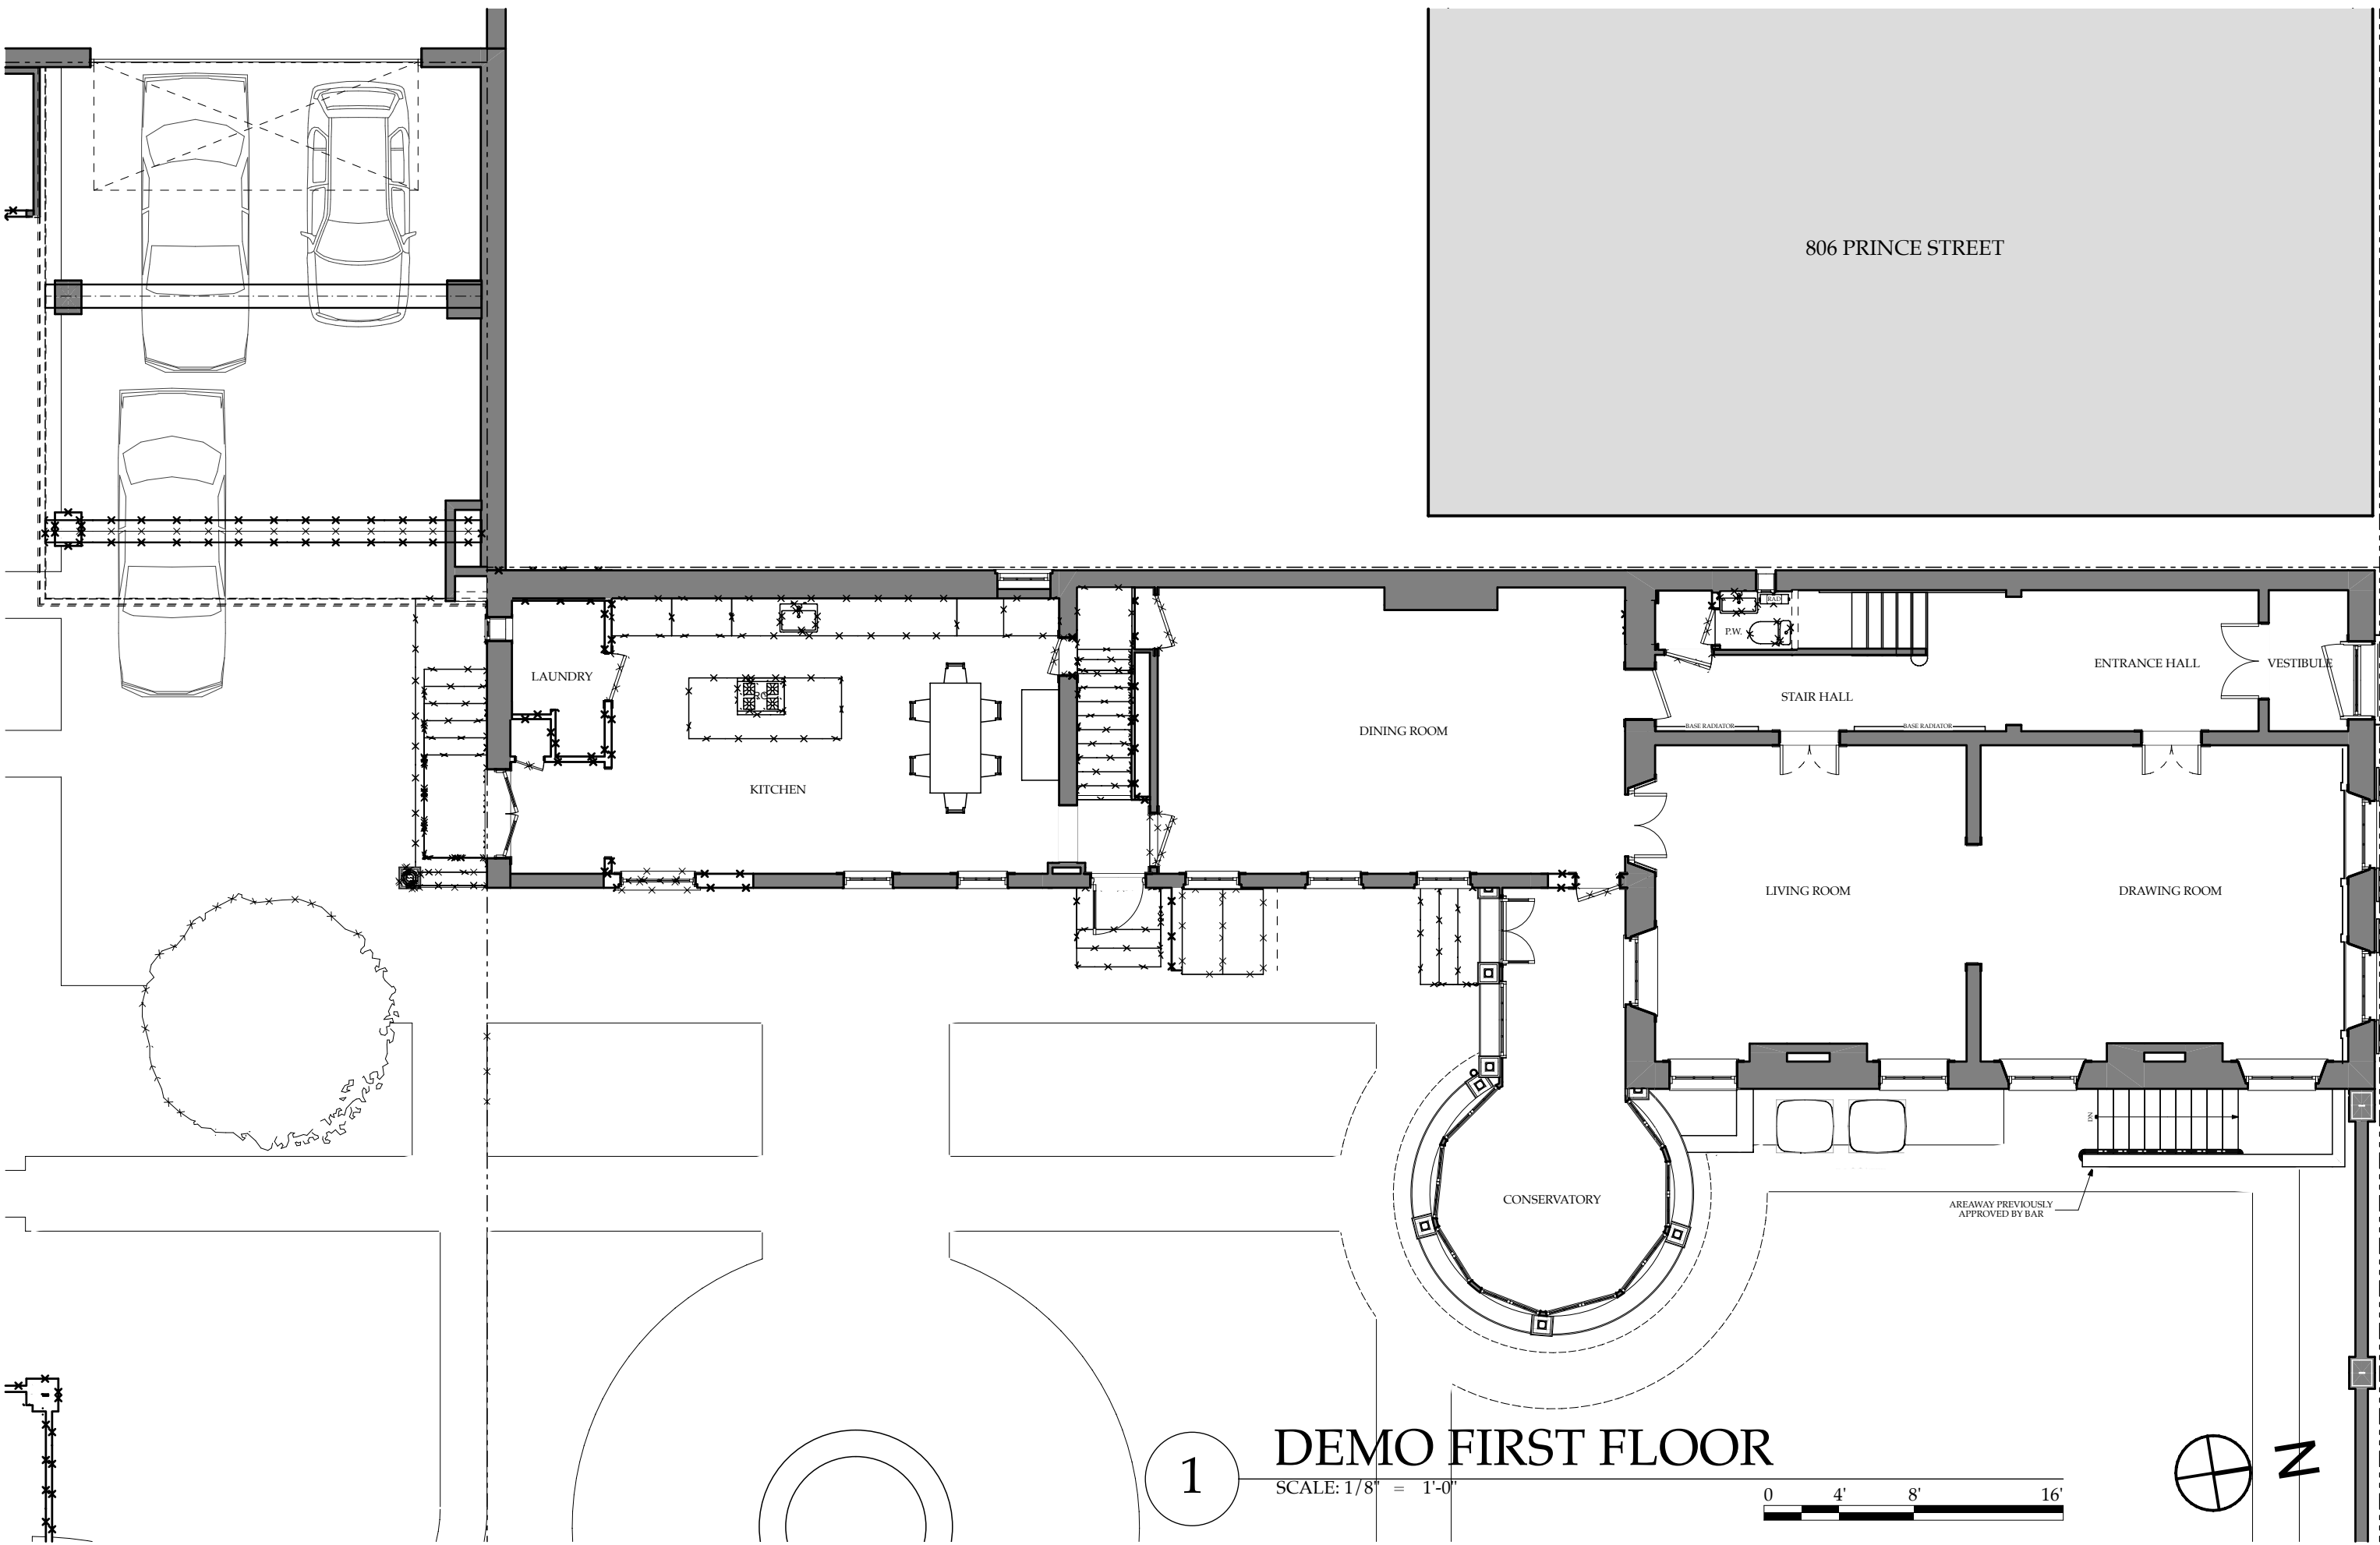 806 PRINCE STREET
RAD
P.W.
LAUNDRY
ENTRANCE HALL
VESTIBULE
STAIR HALL
BASE RADIATOR
BASE RADIATOR
DINING ROOM
KITCHEN
LIVING ROOM
DRAWING ROOM
DN
CONSERVATORY
AREAWAY PREVIOUSLY
APPROVED BY BAR
1
DEMO FIRST FLOOR
SCALE: 1/8" = 1'-0"
0 4' 8' 16'
N